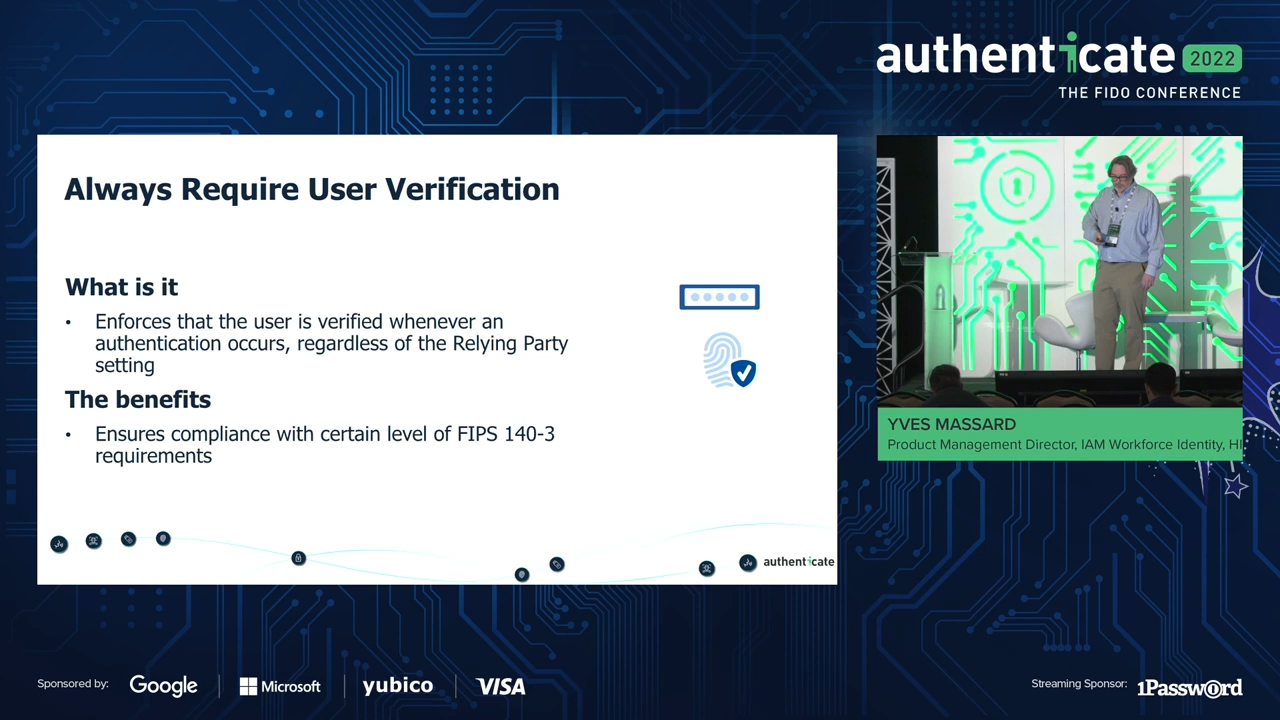 authenticate 2022
THE FIDO CONFERENCE
Always Require User Verification
What is it
• Enforces that the user is verified whenever an
authentication occurs, regardless of the Relying Party
setting
The benefits
• Ensures compliance with certain level of FIPS 140-3
requirements
authenticate
YVES MASSARD
Product Management Director, IAM Workforce Identity, HI
Sponsored by:
Google
Microsoft
yubico
VISA
Streaming Sponsor:
1Password